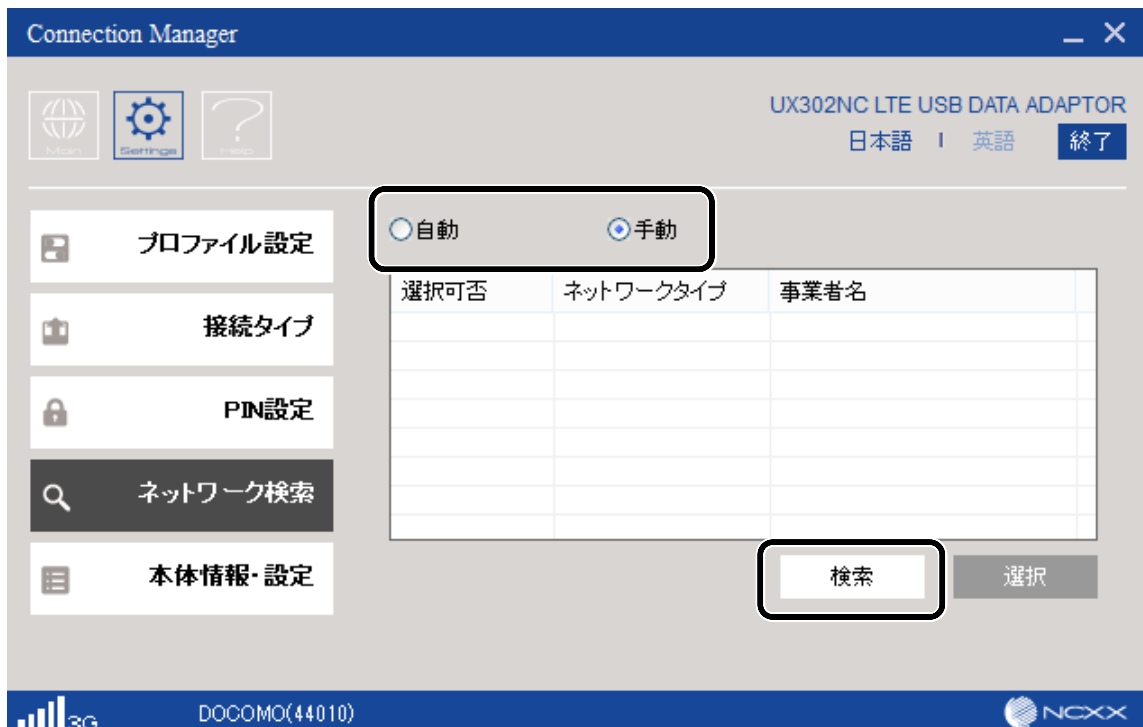 Connection Manager
Main
Settings
Help
UX302NC LTE USB DATA ADAPTOR
日本語 | 英語 終了
プロファイル設定
接続タイプ
PIN設定
ネットワーク検索
本体情報・設定
自動 手動
選択可否 ネットワークタイプ 事業者名
検索 選択
3G DOCOMO(44010) NCXX